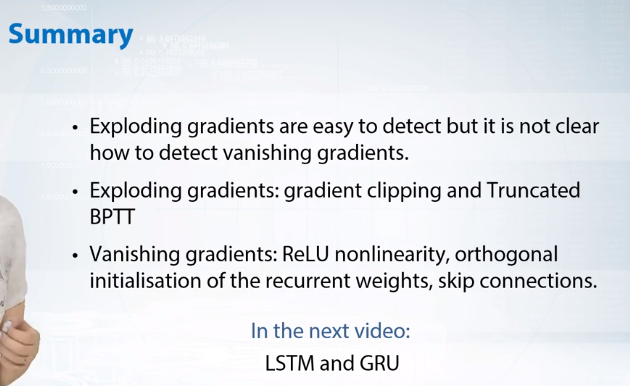 Summary
• Exploding gradients are easy to detect but it is not clear
how to detect vanishing gradients.
• Exploding gradients: gradient clipping and Truncated
BPTT
• Vanishing gradients: ReLU nonlinearity, orthogonal
initialisation of the recurrent weights, skip connections.
In the next video:
LSTM and GRU